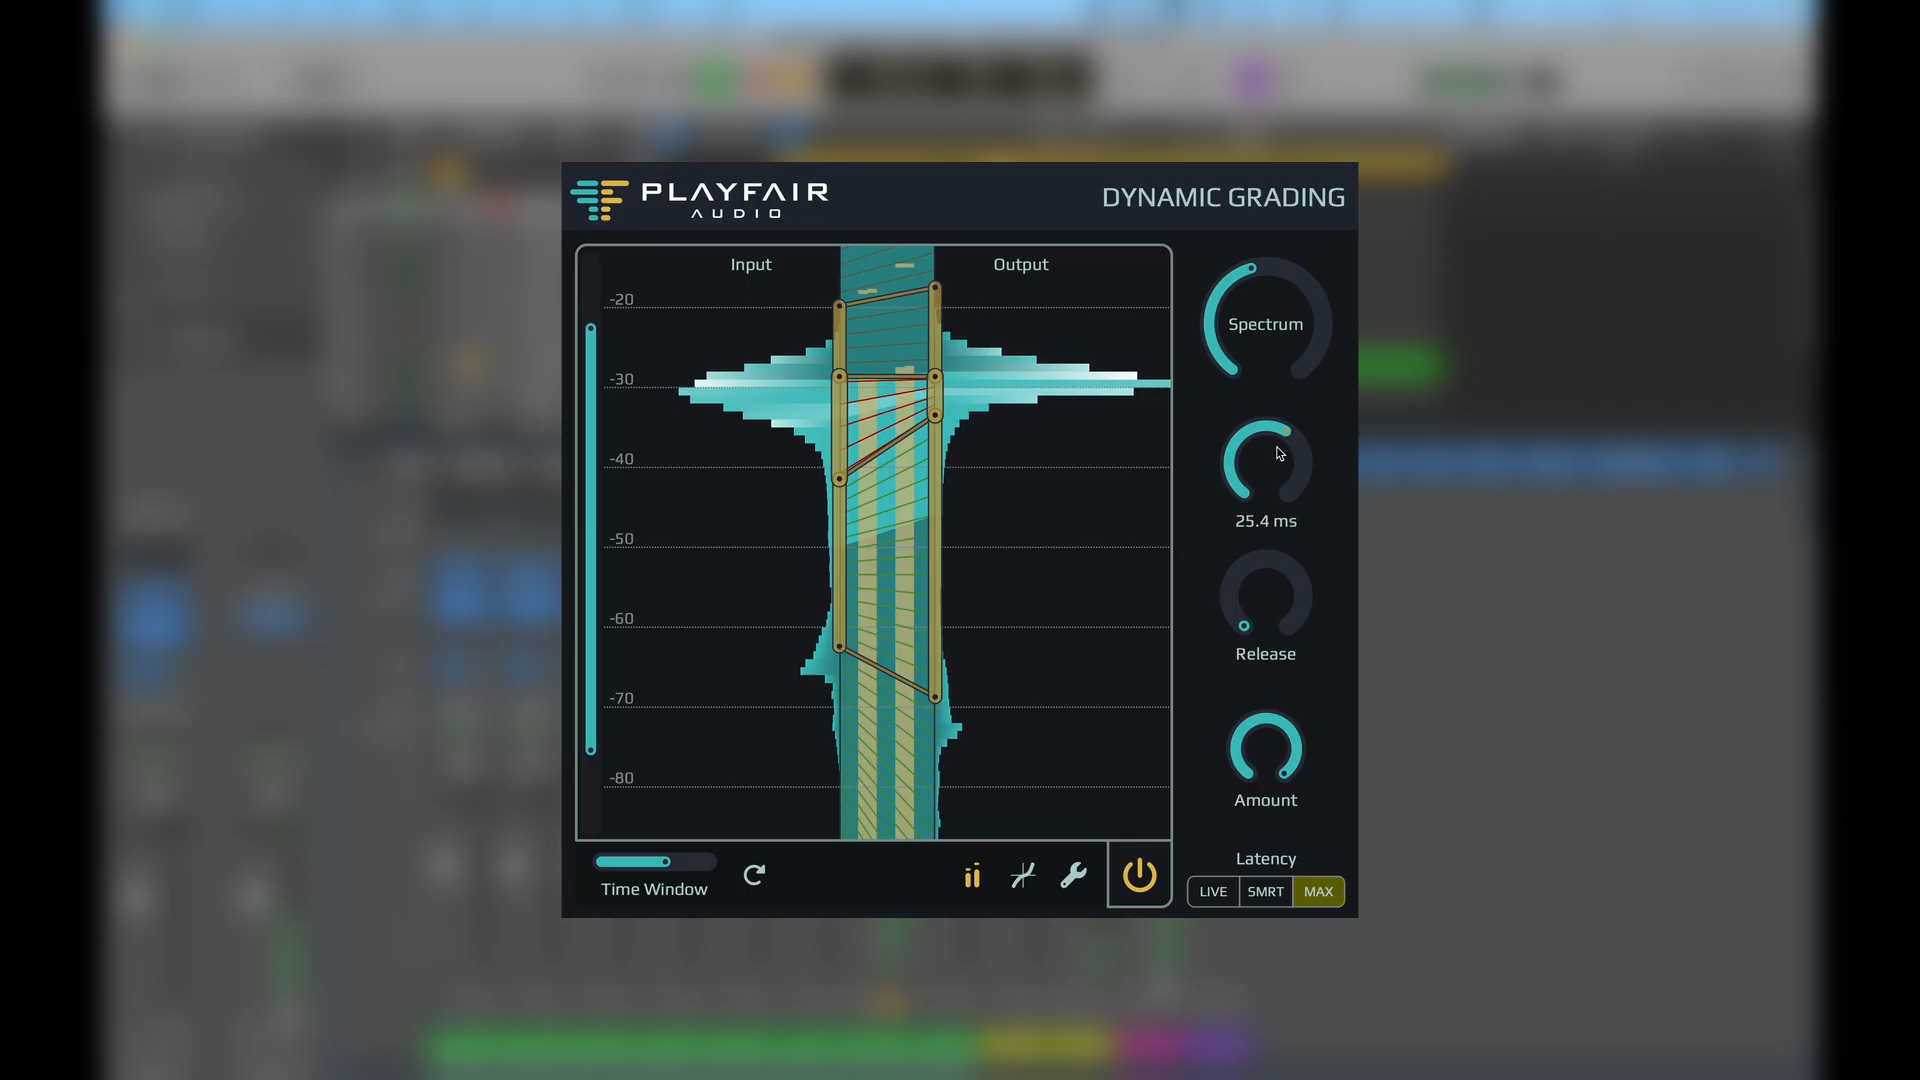 PLAYFAIR
AUDIO
DYNAMIC GRADING
Input
Output
-20
-30
-40
-50
-60
-70
-80
Spectrum
25.4 ms
Release
Amount
Latency
LIVE
SMRT
MAX
Time Window